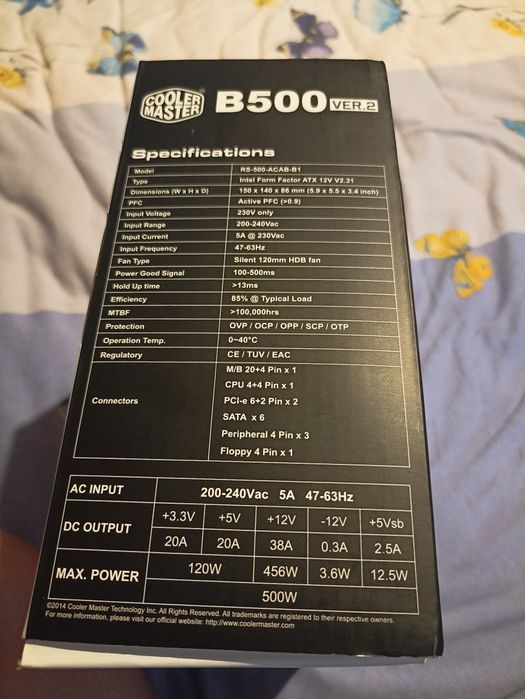 COOLER MASTER B500 VER.2
Specifications
Model RS-500-ACAB-B1
Type Intel Form Factor ATX 12V V2.31
Dimensions (W x H x D) 150 x 140 x 86 mm (5.9 x 5.5 x 3.4 inch)
PFC Active PFC (>0.9)
Input Voltage 230V only
Input Range 200-240Vac
Input Current 5A @ 230Vac
Input Frequency 47-63Hz
Fan Type Silent 120mm HDB fan
Power Good Signal 100-500ms
Hold Up time >13ms
Efficiency 85% @ Typical Load
MTBF >100,000hrs
Protection OVP / OCP / OPP / SCP / OTP
Operation Temp. 0~40°C
Regulatory CE / TUV / EAC
Connectors
M/B 20+4 Pin x 1
CPU 4+4 Pin x 1
PCI-e 6+2 Pin x 2
SATA x 6
Peripheral 4 Pin x 3
Floppy 4 Pin x 1
AC INPUT 200-240Vac 5A 47-63Hz
DC OUTPUT +3.3V +5V +12V -12V +5Vsb
20A 20A 38A 0.3A 2.5A
MAX. POWER 120W 456W 3.6W 12.5W
500W
©2014 Cooler Master Technology Inc. All Rights Reserved. All trademarks are registered to their respective owners.
For more information, please visit our official website: http://www.coolermaster.com